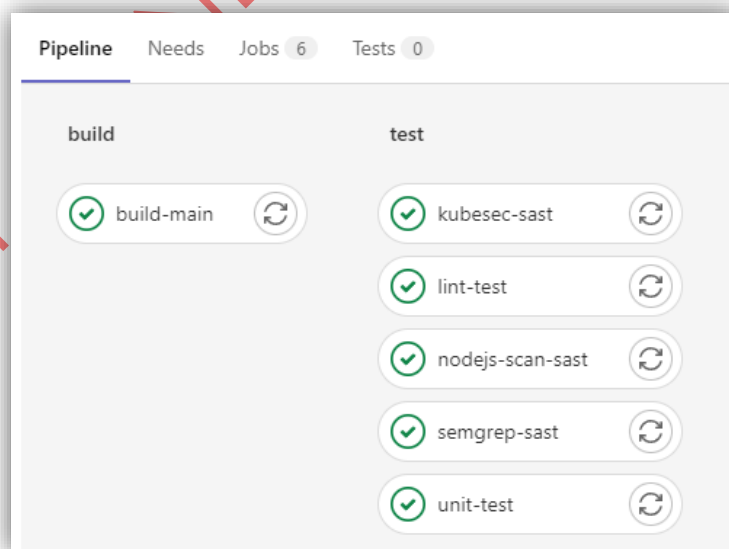 Pipeline Needs Jobs 6 Tests 0
build
build-main
test
kubesec-sast
lint-test
nodejs-scan-sast
semgrep-sast
unit-test